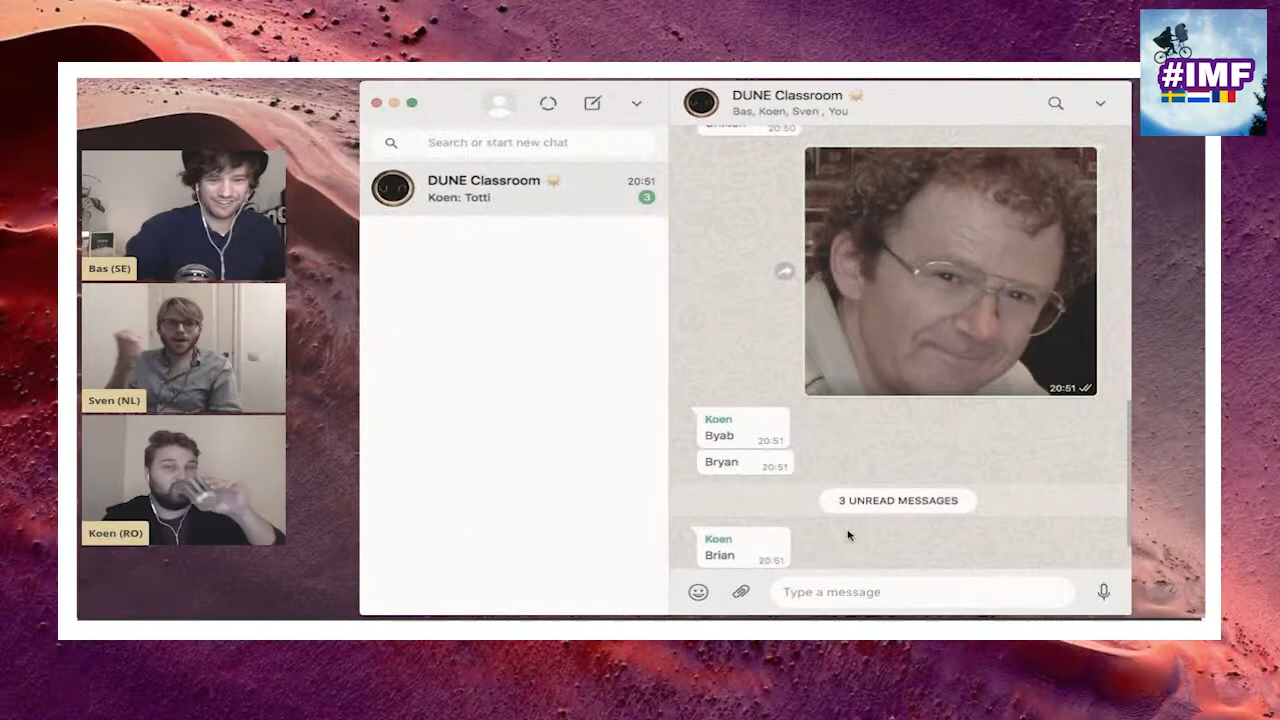 #IMF
Bas (SE)
Sven (NL)
Koen (RO)
Search or start new chat
DUNE Classroom
20:51
Koen: Totti
3
DUNE Classroom
Bas, Koen, Sven , You
20:50
20:51
Koen
Byab
20:51
Bryan
20:51
3 UNREAD MESSAGES
Koen
Brian
20:51
Type a message